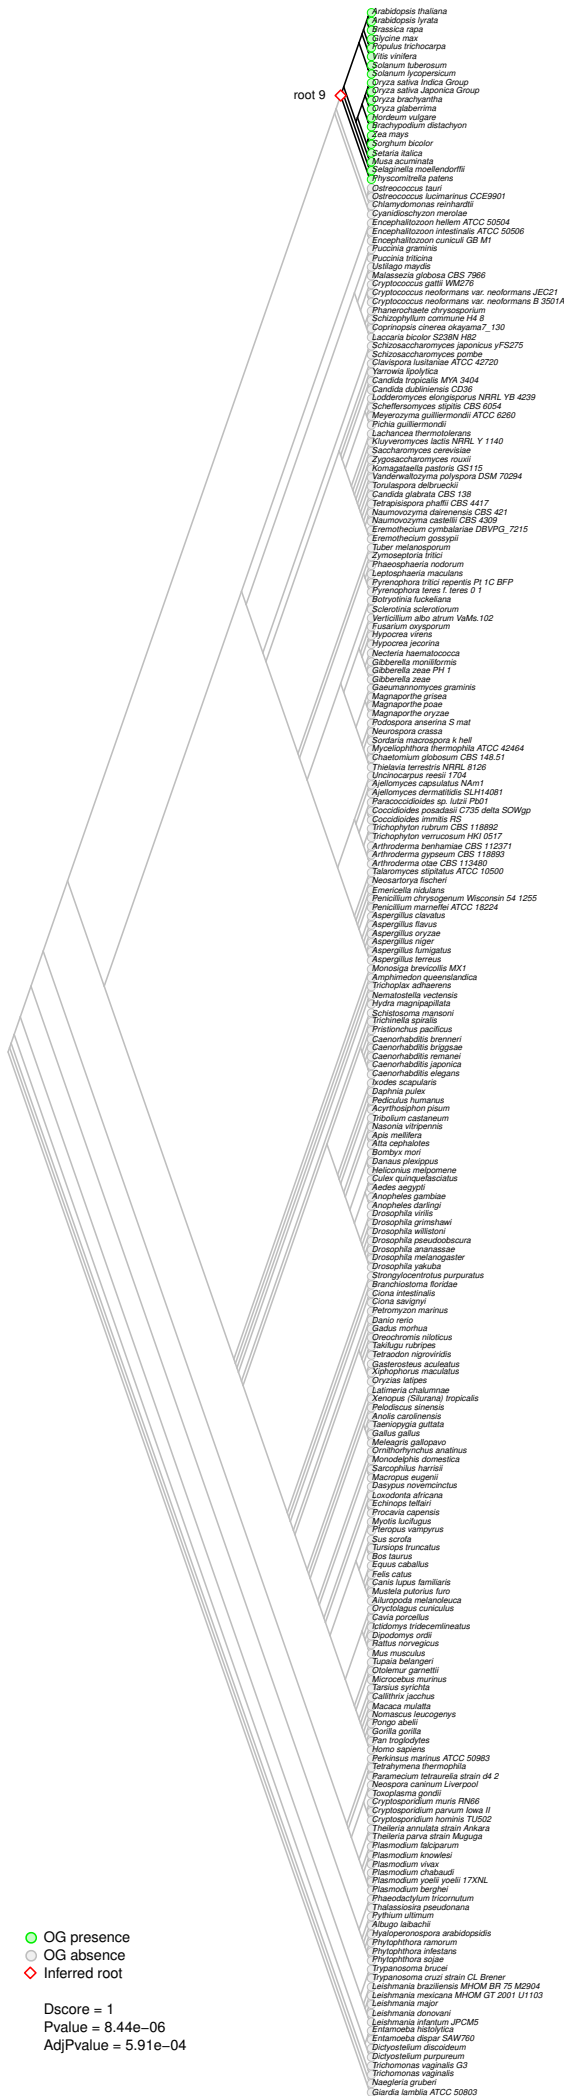 Arabidopsis thaliana
Arabidopsis lyrata
Brassica rapa
Glycine max
Populus trichocarpa
Vitis vinifera
Solanum tuberosum
Solanum lycopersicum
Oryza sativa Indica Group
Oryza sativa Japonica Group
root 9
Oryza brachyantha
Oryza glaberrima
Hordeum vulgare
Brachypodium distachyon
Zea mays
Sorghum bicolor
Setaria italica
Musa acuminata
Selaginella moellendorffii
Physcomitrella patens
Ostreococcus tauri
Ostreococcus lucimarinus CCE9901
Chlamydomonas reinhardtii
Cyanidioschyzon merolae
Encephalitozoon hellem ATCC 50504
Encephalitozoon intestinalis ATCC 50506
Encephalitozoon cuniculi GB M1
Puccinia graminis
Puccinia triticina
Ustilago maydis
Malassezia globosa CBS 7966
Cryptococcus gattii WM276
Cryptococcus neoformans var. neoformans JEC21
Cryptococcus neoformans var. neoformans B 3501A
Phanerochaete chrysosporium
Schizophyllum commune H4 8
Coprinopsis cinerea okayama7_130
Laccaria bicolor S238N H82
Schizosaccharomyces japonicus yFS275
Schizosaccharomyces pombe
Clavispora lusitaniae ATCC 42720
Yarrowia lipolytica
Candida tropicalis MYA 3404
Candida dubliniensis CD36
Lodderomyces elongisporus NRRL YB 4239
Scheffersomyces stipitis CBS 6054
Meyerozyma guilliermondii ATCC 6260
Pichia guilliermondii
Lachancea thermotolerans
Kluyveromyces lactis NRRL Y 1140
Saccharomyces cerevisiae
Zygosaccharomyces rouxii
Komagataella pastoris GS115
Vanderwaltozyma polyspora DSM 70294
Torulaspora delbrueckii
Candida glabrata CBS 138
Tetrapisispora phaffii CBS 4417
Naumovozyma dairenensis CBS 421
Naumovozyma castellii CBS 4309
Eremothecium cymbalariae DBVPG_7215
Eremothecium gossypii
Tuber melanosporum
Zymoseptoria tritici
Phaeosphaeria nodorum
Leptosphaeria maculans
Pyrenophora tritici repentis Pt 1C BFP
Pyrenophora teres f. teres 0 1
Botryotinia fuckeliana
Sclerotinia sclerotiorum
Verticillium albo atrum VaMs.102
Fusarium oxysporum
Hypocrea virens
Hypocrea jecorina
Necteria haematococca
Gibberella moniliformis
Gibberella zeae PH 1
Gibberella zeae
Gaeumannomyces graminis
Magnaporthe grisea
Magnaporthe poae
Magnaporthe oryzae
Podospora anserina S mat
Neurospora crassa
Sordaria macrospora k hell
Myceliophthora thermophila ATCC 42464
Chaetomium globosum CBS 148.51
Thielavia terrestris NRRL 8126
Uncinocarpus reesii 1704
Ajellomyces capsulatus NAm1
Ajellomyces dermatitidis SLH14081
Paracoccidioides sp. lutzii Pb01
Coccidioides posadasii C735 delta SOWgp
Coccidioides immitis RS
Trichophyton rubrum CBS 118892
Trichophyton verrucosum HKI 0517
Arthroderma benhamiae CBS 112371
Arthroderma gypseum CBS 118893
Arthroderma otae CBS 113480
Talaromyces stipitatus ATCC 10500
Neosartorya fischeri
Emericella nidulans
Penicillium chrysogenum Wisconsin 54 1255
Penicillium marneffei ATCC 18224
Aspergillus clavatus
Aspergillus flavus
Aspergillus oryzae
Aspergillus niger
Aspergillus fumigatus
Aspergillus terreus
Monosiga brevicollis MX1
Amphimedon queenslandica
Trichoplax adhaerens
Nematostella vectensis
Hydra magnipapillata
Schistosoma mansoni
Trichinella spiralis
Pristionchus pacificus
Caenorhabditis brenneri
Caenorhabditis briggsae
Caenorhabditis remanei
Caenorhabditis japonica
Caenorhabditis elegans
Ixodes scapularis
Daphnia pulex
Pediculus humanus
Acyrthosiphon pisum
Tribolium castaneum
Nasonia vitripennis
Apis mellifera
Atta cephalotes
Bombyx mori
Danaus plexippus
Heliconius melpomene
Culex quinquefasciatus
Aedes aegypti
Anopheles gambiae
Anopheles darlingi
Drosophila virilis
Drosophila grimshawi
Drosophila willistoni
Drosophila pseudoobscura
Drosophila ananassae
Drosophila melanogaster
Drosophila yakuba
Strongylocentrotus purpuratus
Branchiostoma floridae
Ciona intestinalis
Ciona savignyi
Petromyzon marinus
Danio rerio
Gadus morhua
Oreochromis niloticus
Takifugu rubripes
Tetraodon nigroviridis
Gasterosteus aculeatus
Xiphophorus maculatus
Oryzias latipes
Latimeria chalumnae
Xenopus (Silurana) tropicalis
Pelodiscus sinensis
Anolis carolinensis
Taeniopygia guttata
Gallus gallus
Meleagris gallopavo
Ornithorhynchus anatinus
Monodelphis domestica
Sarcophilus harrisii
Macropus eugenii
Dasypus novemcinctus
Loxodonta africana
Echinops telfairi
Procavia capensis
Myotis lucifugus
Pteropus vampyrus
Sus scrofa
Tursiops truncatus
Bos taurus
Equus caballus
Felis catus
Canis lupus familiaris
Mustela putorius furo
Ailuropoda melanoleuca
Oryctolagus cuniculus
Cavia porcellus
Ictidomys tridecemlineatus
Dipodomys ordii
Rattus norvegicus
Mus musculus
Tupaia belangeri
Otolemur garnettii
Microcebus murinus
Tarsius syrichta
Callithrix jacchus
Macaca mulatta
Nomascus leucogenys
Pongo abelii
Gorilla gorilla
Pan troglodytes
Homo sapiens
Perkinsus marinus ATCC 50983
Tetrahymena thermophila
Paramecium tetraurelia strain d4 2
Neospora caninum Liverpool
Toxoplasma gondii
Cryptosporidium muris RN66
Cryptosporidium parvum Iowa II
Cryptosporidium hominis TU502
Theileria annulata strain Ankara
Theileria parva strain Muguga
Plasmodium falciparum
Plasmodium knowlesi
Plasmodium vivax
Plasmodium chabaudi
Plasmodium yoelii yoelii 17XNL
Plasmodium berghei
Phaeodactylum tricornutum
Thalassiosira pseudonana
Pythium ultimum
Albugo laibachii
Hyaloperonospora arabidopsidis
Phytophthora ramorum
Phytophthora infestans
Phytophthora sojae
Trypanosoma brucei
Trypanosoma cruzi strain CL Brener
Leishmania braziliensis MHOM BR 75 M2904
Leishmania mexicana MHOM GT 2001 U1103
Leishmania major
Leishmania donovani
Leishmania infantum JPCM5
Entamoeba histolytica
Entamoeba dispar SAW760
Dictyostelium discoideum
Dictyostelium purpureum
Trichomonas vaginalis G3
Trichomonas vaginalis
Naegleria gruberi
Giardia lamblia ATCC 50803
OG presence
OG absence
Inferred root
Dscore = 1
Pvalue = 8.44e−06
AdjPvalue = 5.91e−04